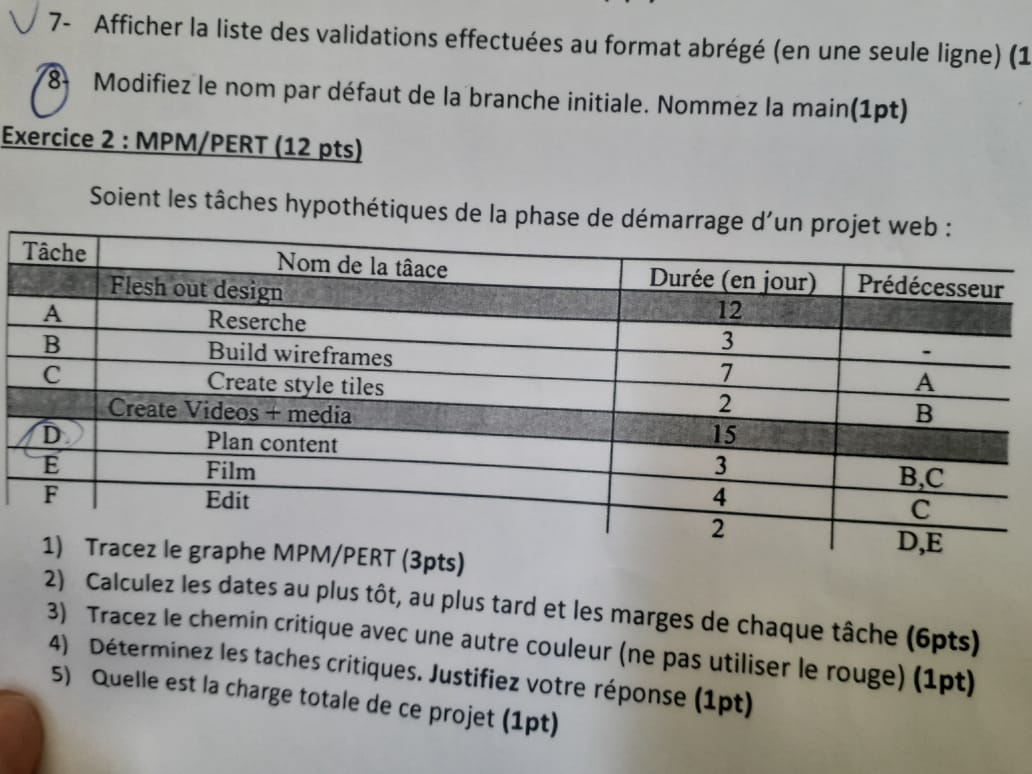 7- Afficher la liste des validations effectuées au format abrégé (en une seule ligne) (1
8- Modifiez le nom par défaut de la branche initiale. Nommez la main(1pt)
Exercice 2 : MPM/PERT (12 pts)
Soient les tâches hypothétiques de la phase de démarrage d'un projet web :
Tâche Nom de la tâace Durée (en jour) Prédécesseur
Flesh out design 12
A Reserche 3 -
B Build wireframes 7 A
C Create style tiles 2 B
Create Videos + media 15
D Plan content 3 B,C
E Film 4 C
F Edit 2 D,E
1) Tracez le graphe MPM/PERT (3pts)
2) Calculez les dates au plus tôt, au plus tard et les marges de chaque tâche (6pts)
3) Tracez le chemin critique avec une autre couleur (ne pas utiliser le rouge) (1pt)
4) Déterminez les taches critiques. Justifiez votre réponse (1pt)
5) Quelle est la charge totale de ce projet (1pt)